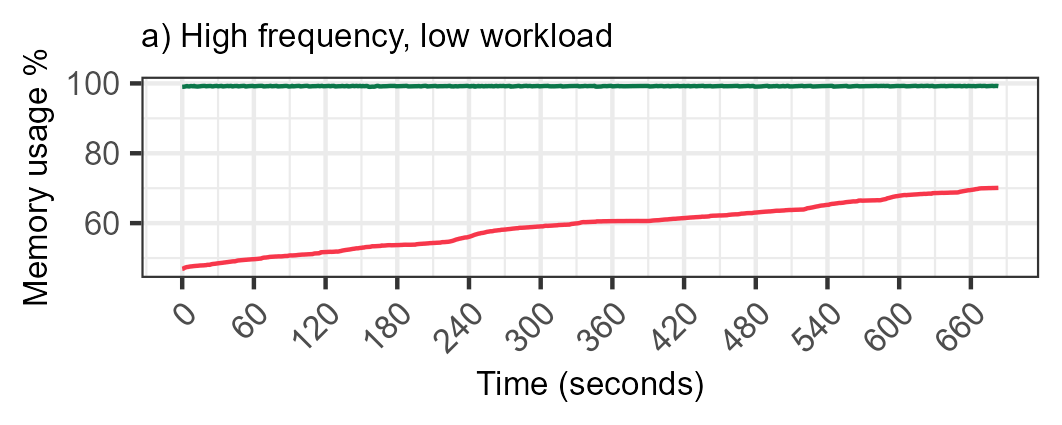 a) High frequency, low workload
Memory usage %
100
80
60
0 60 120 180 240 300 360 420 480 540 600 660
Time (seconds)